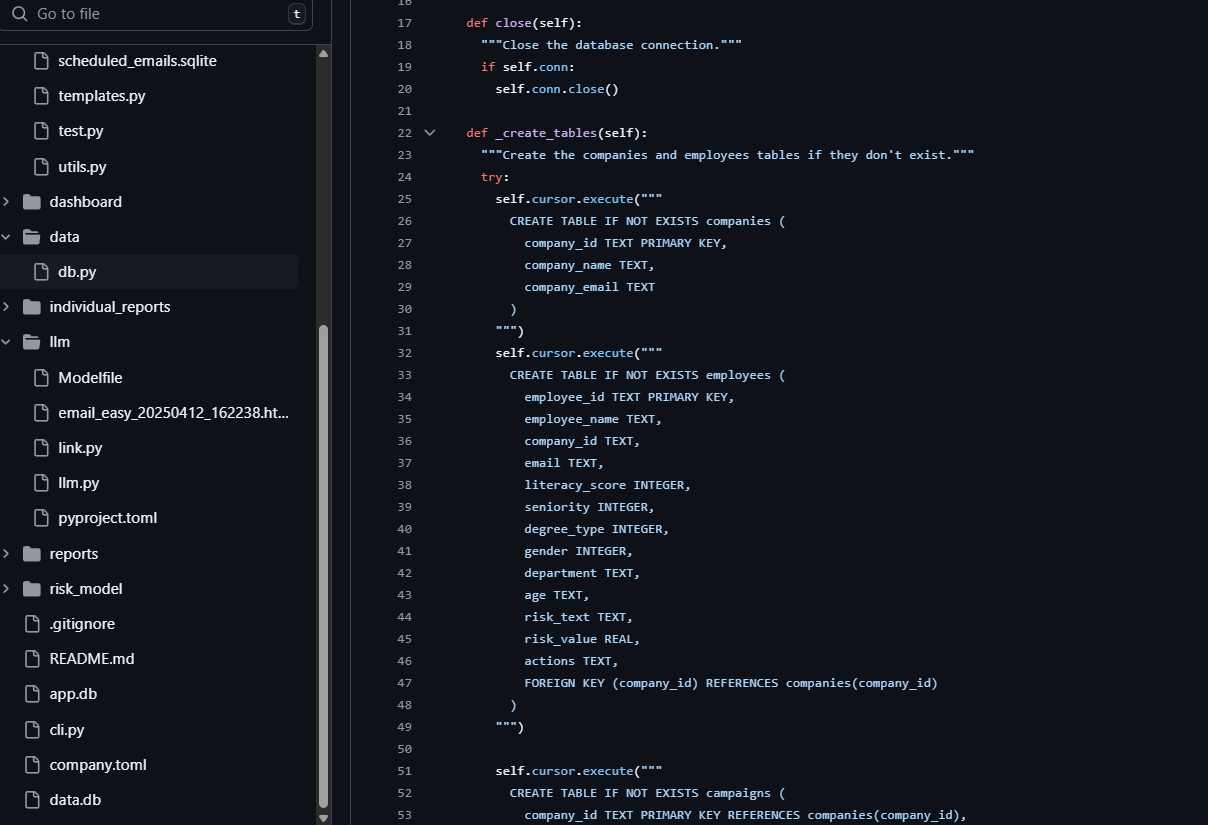 Go to file
t
scheduled_emails.sqlite
templates.py
test.py
utils.py
dashboard
data
db.py
individual_reports
llm
Modelfile
email_easy_20250412_162238.ht...
link.py
llm.py
pyproject.toml
reports
risk_model
.gitignore
README.md
app.db
cli.py
company.toml
data.db
16
17 def close(self):
18 """Close the database connection."""
19 if self.conn:
20 self.conn.close()
21
22 def _create_tables(self):
23 """Create the companies and employees tables if they don't exist."""
24 try:
25 self.cursor.execute("""
26 CREATE TABLE IF NOT EXISTS companies (
27 company_id TEXT PRIMARY KEY,
28 company_name TEXT,
29 company_email TEXT
30 )
31 """)
32 self.cursor.execute("""
33 CREATE TABLE IF NOT EXISTS employees (
34 employee_id TEXT PRIMARY KEY,
35 employee_name TEXT,
36 company_id TEXT,
37 email TEXT,
38 literacy_score INTEGER,
39 seniority INTEGER,
40 degree_type INTEGER,
41 gender INTEGER,
42 department TEXT,
43 age TEXT,
44 risk_text TEXT,
45 risk_value REAL,
46 actions TEXT,
47 FOREIGN KEY (company_id) REFERENCES companies(company_id)
48 )
49 """)
50
51 self.cursor.execute("""
52 CREATE TABLE IF NOT EXISTS campaigns (
53 company_id TEXT PRIMARY KEY REFERENCES companies(company_id),